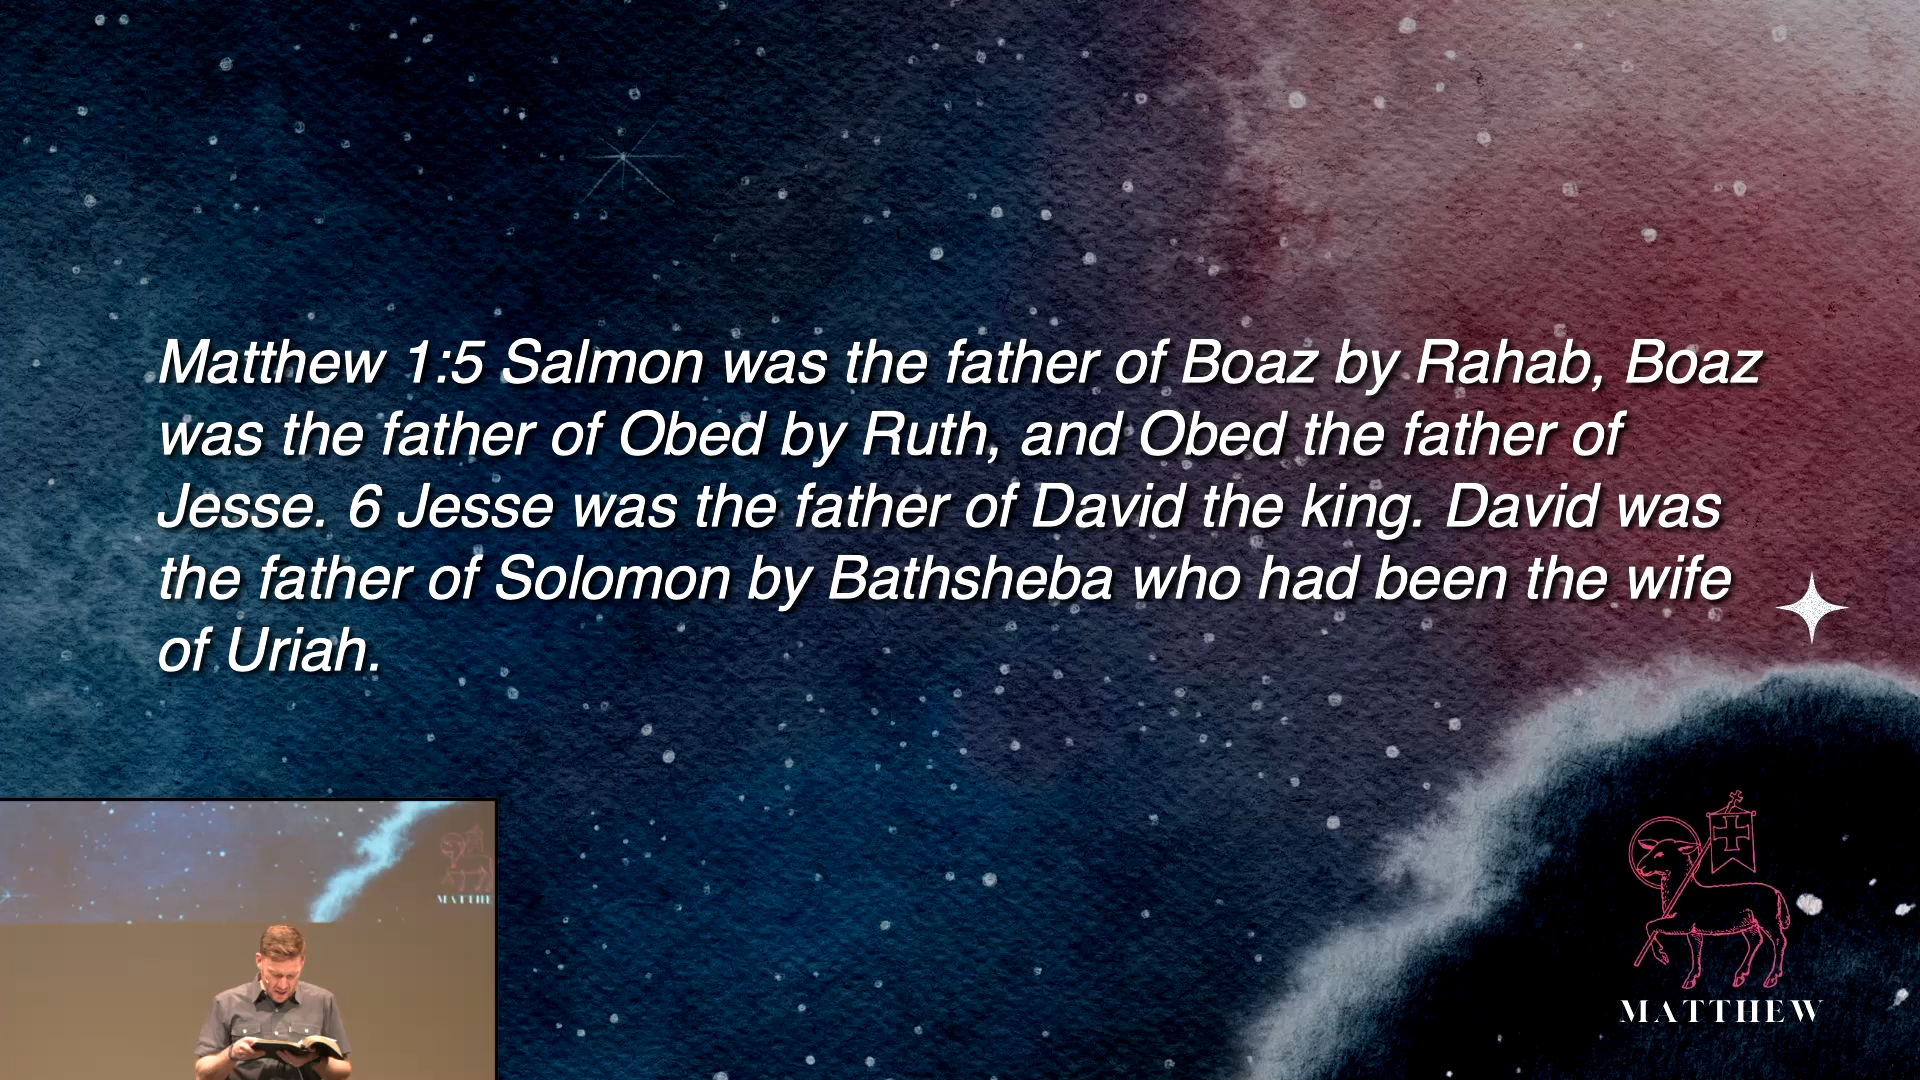 Matthew 1:5 Salmon was the father of Boaz by Rahab, Boaz
was the father of Obed by Ruth, and Obed the father of
Jesse. 6 Jesse was the father of David the king. David was
the father of Solomon by Bathsheba who had been the wife
of Uriah.
MATTHEW
MATTHE